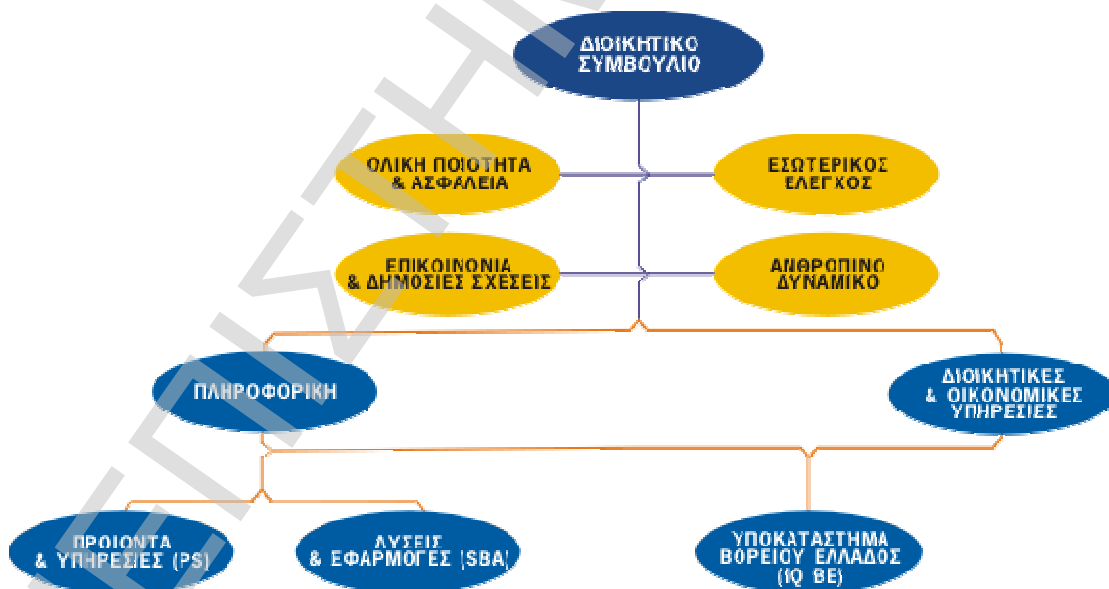 ΔΙΟΙΚΗΤΙΚΟ
ΣΥΜΒΟΥΛΙΟ
ΟΛΙΚΗ ΠΟΙΟΤΗΤΑ
& ΑΣΦΑΛΕΙΑ
ΕΣΩΤΕΡΙΚΟΣ
ΕΛΕΓΧΟΣ
ΕΠΙΚΟΙΝΩΝΙΑ
& ΔΗΜΟΣΙΕΣ ΣΧΕΣΕΙΣ
ΑΝΘΡΩΠΙΝΟ
ΔΥΝΑΜΙΚΟ
ΠΛΗΡΟΦΟΡΙΚΗ
ΔΙΟΙΚΗΤΙΚΕΣ
& ΟΙΚΟΝΟΜΙΚΕΣ
ΥΠΗΡΕΣΙΕΣ
ΠΡΟΙΟΝΤΑ
& ΥΠΗΡΕΣΙΕΣ (PS)
ΛΥΣΕΙΣ
& ΕΦΑΡΜΟΓΕΣ (SBA)
ΥΠΟΚΑΤΑΣΤΗΜΑ
ΒΟΡΕΙΟΥ ΕΛΛΑΔΟΣ
(IQ BE)